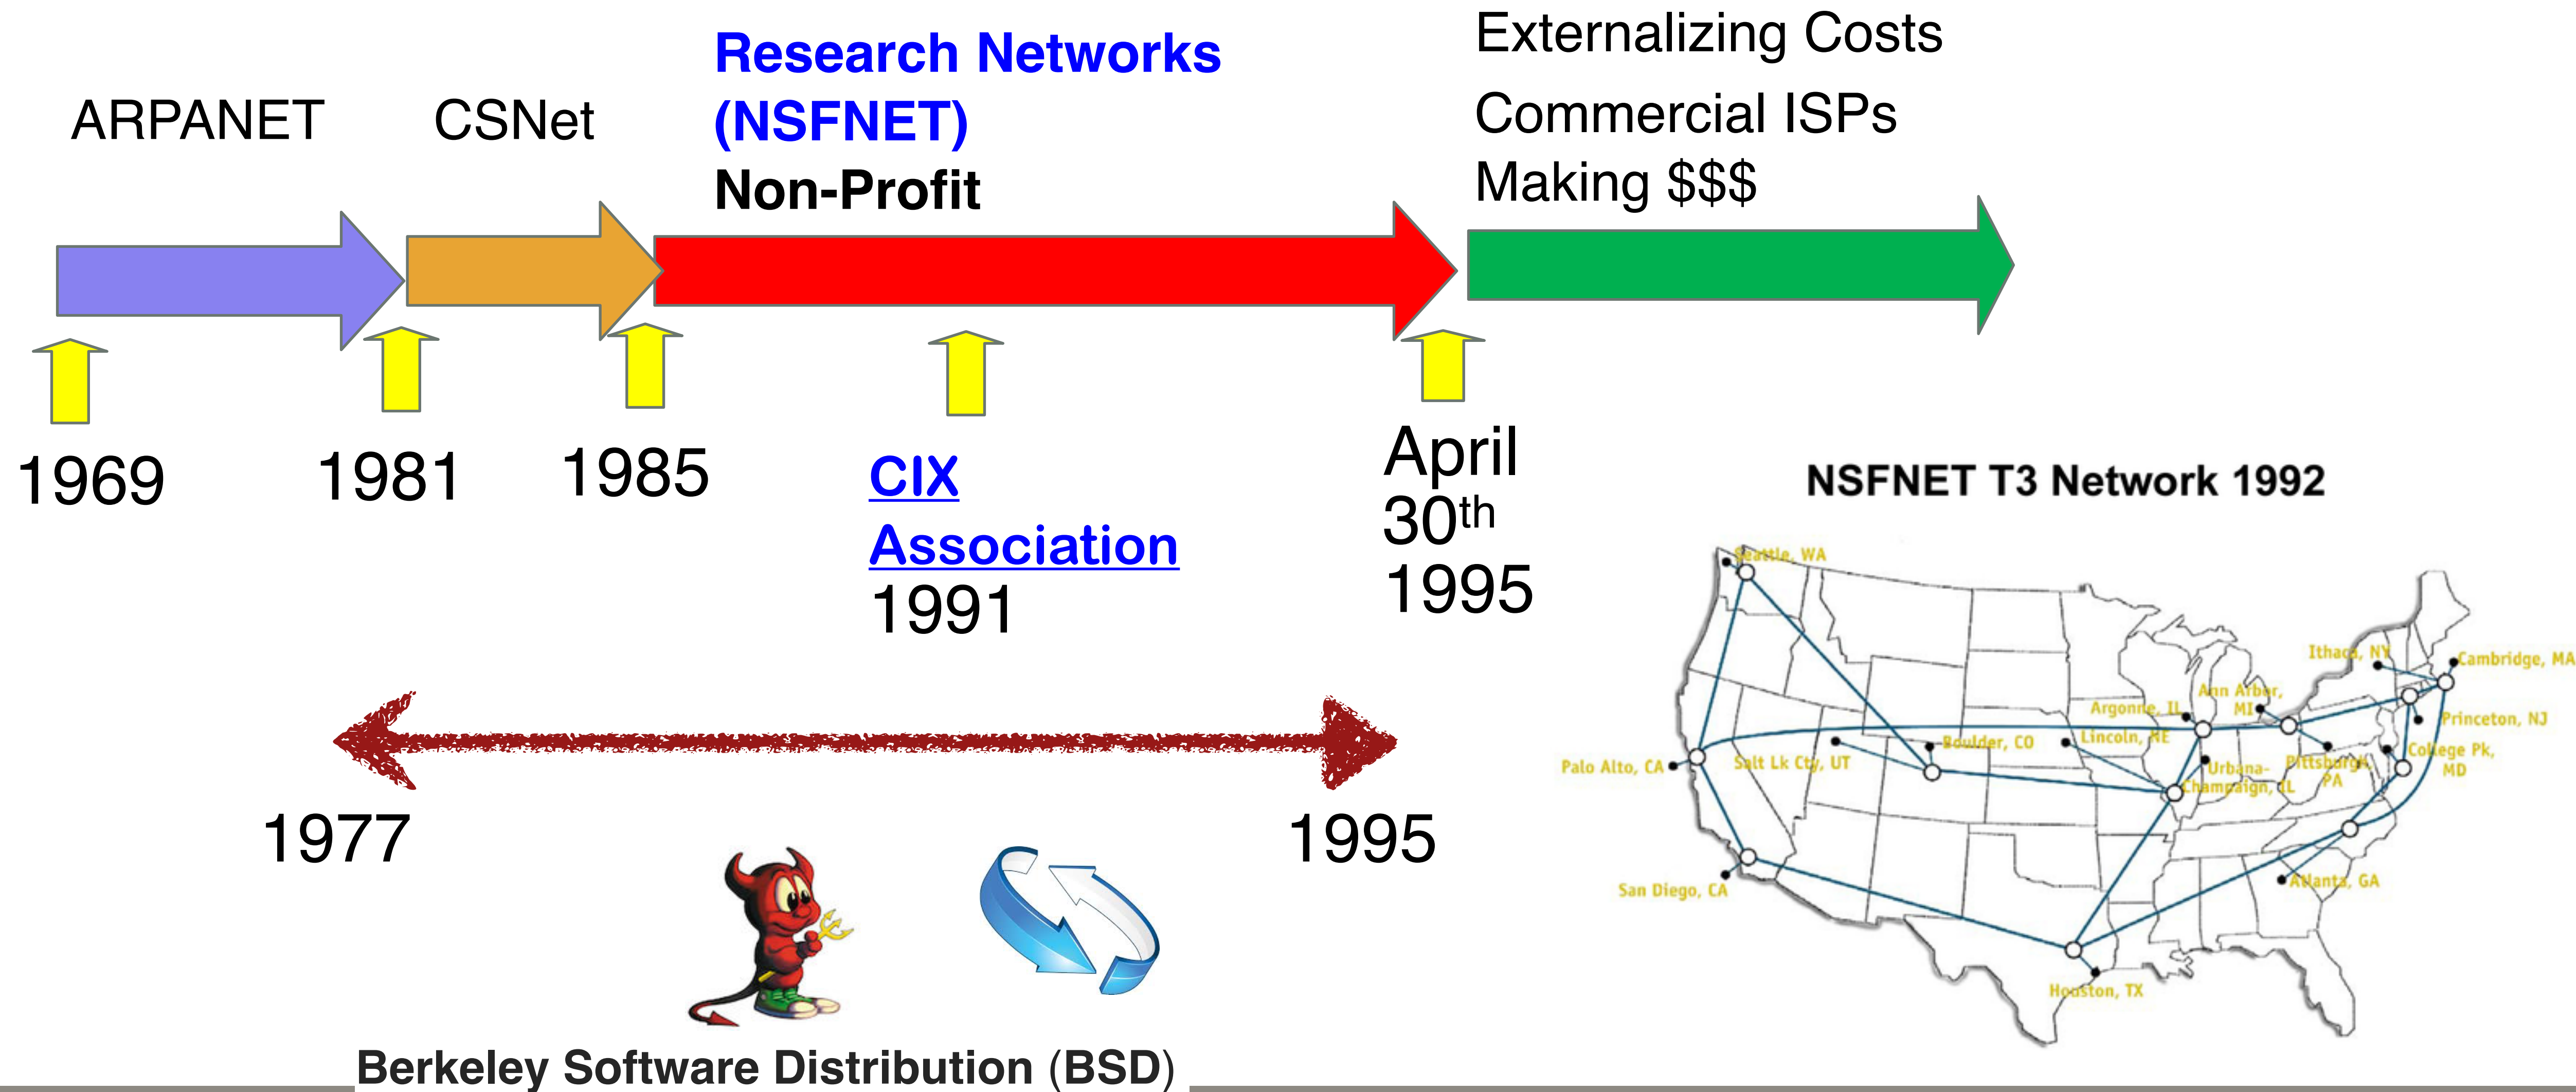 ARPANET
CSNet
Research Networks
(NSFNET)
Non-Profit
Externalizing Costs
Commercial ISPs
Making $$$
1969
1981
1985
CIX
Association
1991
April
30th
1995
1977
1995
Berkeley Software Distribution (BSD)
NSFNET T3 Network 1992
Seattle, WA
Ithaca, NY
Cambridge, MA
Ann Arbor,
MI
Argonne, IL
Princeton, NJ
Boulder, CO
Lincoln, NE
College Pk,
MD
Palo Alto, CA
Salt Lk Cty, UT
Urbana-
Champaign, IL
Pittsburgh,
PA
San Diego, CA
Atlanta, GA
Houston, TX